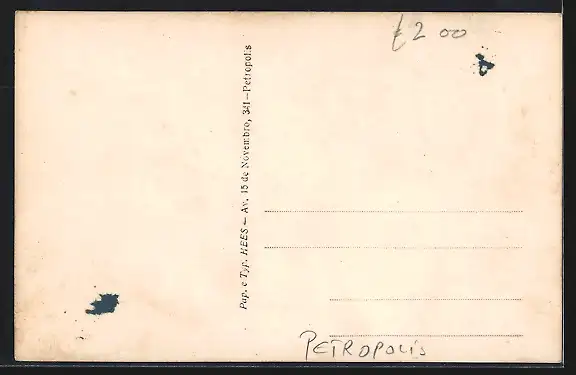 £2 00
Pap. e Typ. HEES – Av. 15 de Novembro, 341 – Petropolis
PETROPOLIS